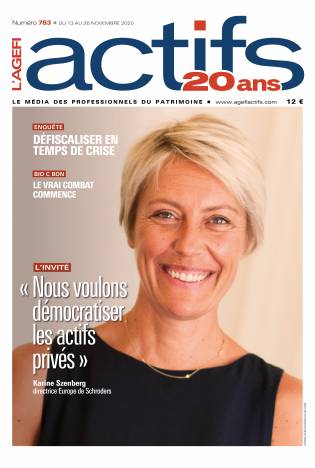 Numéro 783 ■ DU 13 AU 26 NOVEMBRE 2020
L'AGEFI
actifs
20 ans
LE MÉDIA DES PROFESSIONNELS DU PATRIMOINE ■ www.agefiactifs.com 12 €
ENQUÊTE
DÉFISCALISER EN
TEMPS DE CRISE
BIO C BON
LE VRAI COMBAT
COMMENCE
L'INVITÉ
« Nous voulons
démocratiser
les actifs
privés »
Karine Szenberg
directrice Europe de Schroders